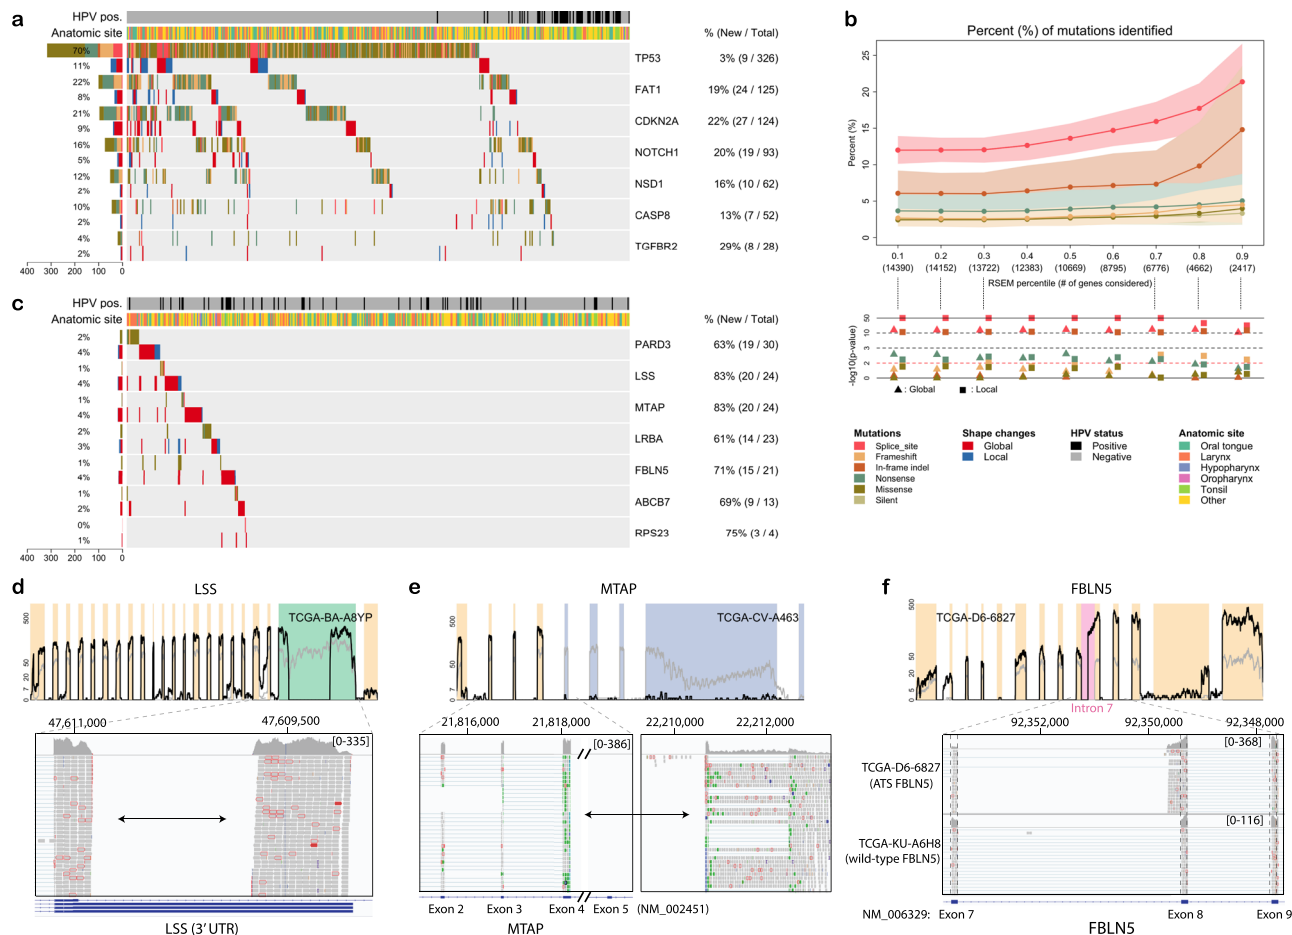 a
HPV pos.
Anatomic site
% (New / Total)
70%
11%
TP53
3% (9 / 326)
22%
8%
FAT1
19% (24 / 125)
21%
9%
CDKN2A
22% (27 / 124)
16%
5%
NOTCH1
20% (19 / 93)
12%
2%
NSD1
16% (10 / 62)
10%
2%
CASP8
13% (7 / 52)
4%
2%
TGFBR2
29% (8 / 28)
400 300 200 100 0
b
Percent (%) of mutations identified
Percent (%)
25
20
15
10
5
0
0.1 0.2 0.3 0.4 0.5 0.6 0.7 0.8 0.9
(14390) (14152) (13722) (12383) (10669) (8795) (6776) (4662) (2417)
RSEM percentile (# of genes considered)
-log10(p-value)
50
10
3
2
0
: Global : Local
Mutations
Splice_site
Frameshift
In-frame indel
Nonsense
Missense
Silent
Shape changes
Global
Local
HPV status
Positive
Negative
Anatomic site
Oral tongue
Larynx
Hypopharynx
Oropharynx
Tonsil
Other
c
HPV pos.
Anatomic site
% (New / Total)
2%
4%
PARD3
63% (19 / 30)
1%
4%
LSS
83% (20 / 24)
1%
4%
MTAP
83% (20 / 24)
2%
3%
LRBA
61% (14 / 23)
1%
4%
FBLN5
71% (15 / 21)
1%
2%
ABCB7
69% (9 / 13)
0%
1%
RPS23
75% (3 / 4)
400 300 200 100 0
d
LSS
TCGA-BA-A8YP
500
50
20
7
0
47,611,000 47,609,500
[0-335]
LSS (3' UTR)
e
MTAP
TCGA-CV-A463
500
50
7
0
21,816,000 21,818,000 22,210,000 22,212,000
[0-386]
Exon 2 Exon 3 Exon 4 Exon 5 (NM_002451)
MTAP
f
FBLN5
TCGA-D6-6827
500
50
20
5
0
Intron 7
92,352,000 92,350,000 92,348,000
[0-368]
TCGA-D6-6827
(ATS FBLN5)
[0-116]
TCGA-KU-A6H8
(wild-type FBLN5)
NM_006329: Exon 7 Exon 8 Exon 9
FBLN5